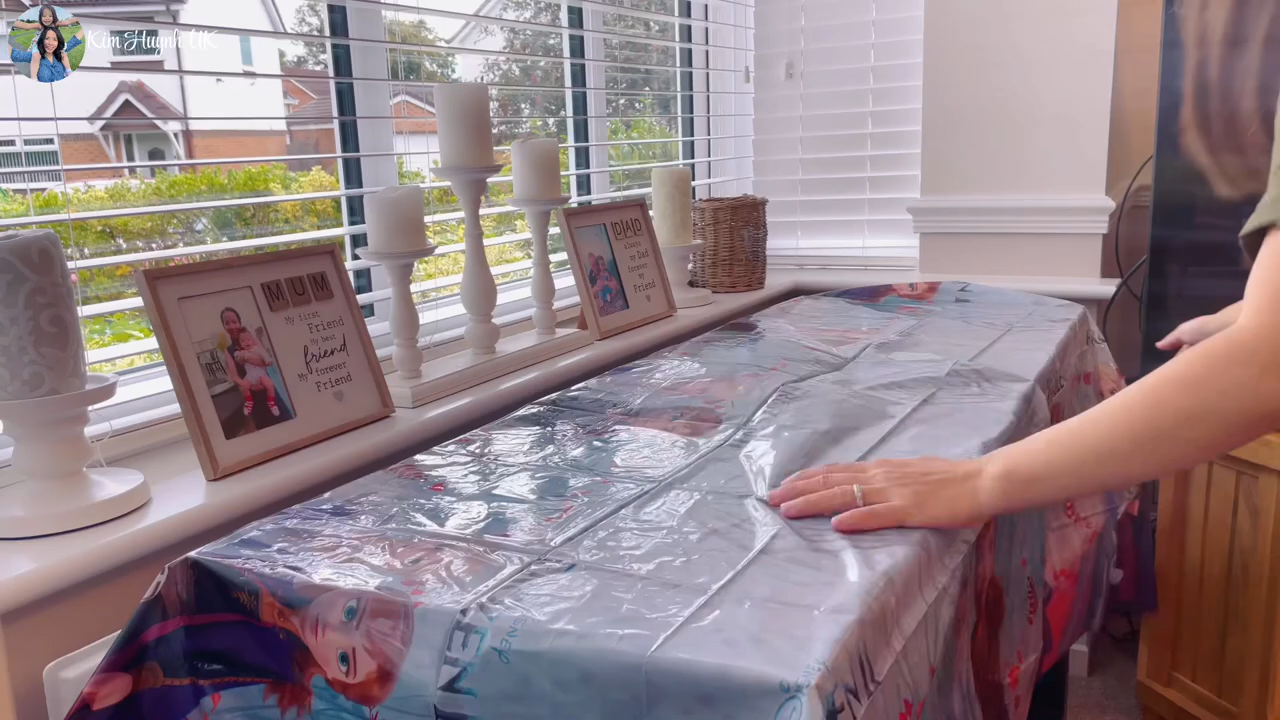 Kim Huynh UK
MUM
My first
Friend
My best
friend
My forever
Friend
DAD
always
my Dad
forever
my
Friend
DISNEY